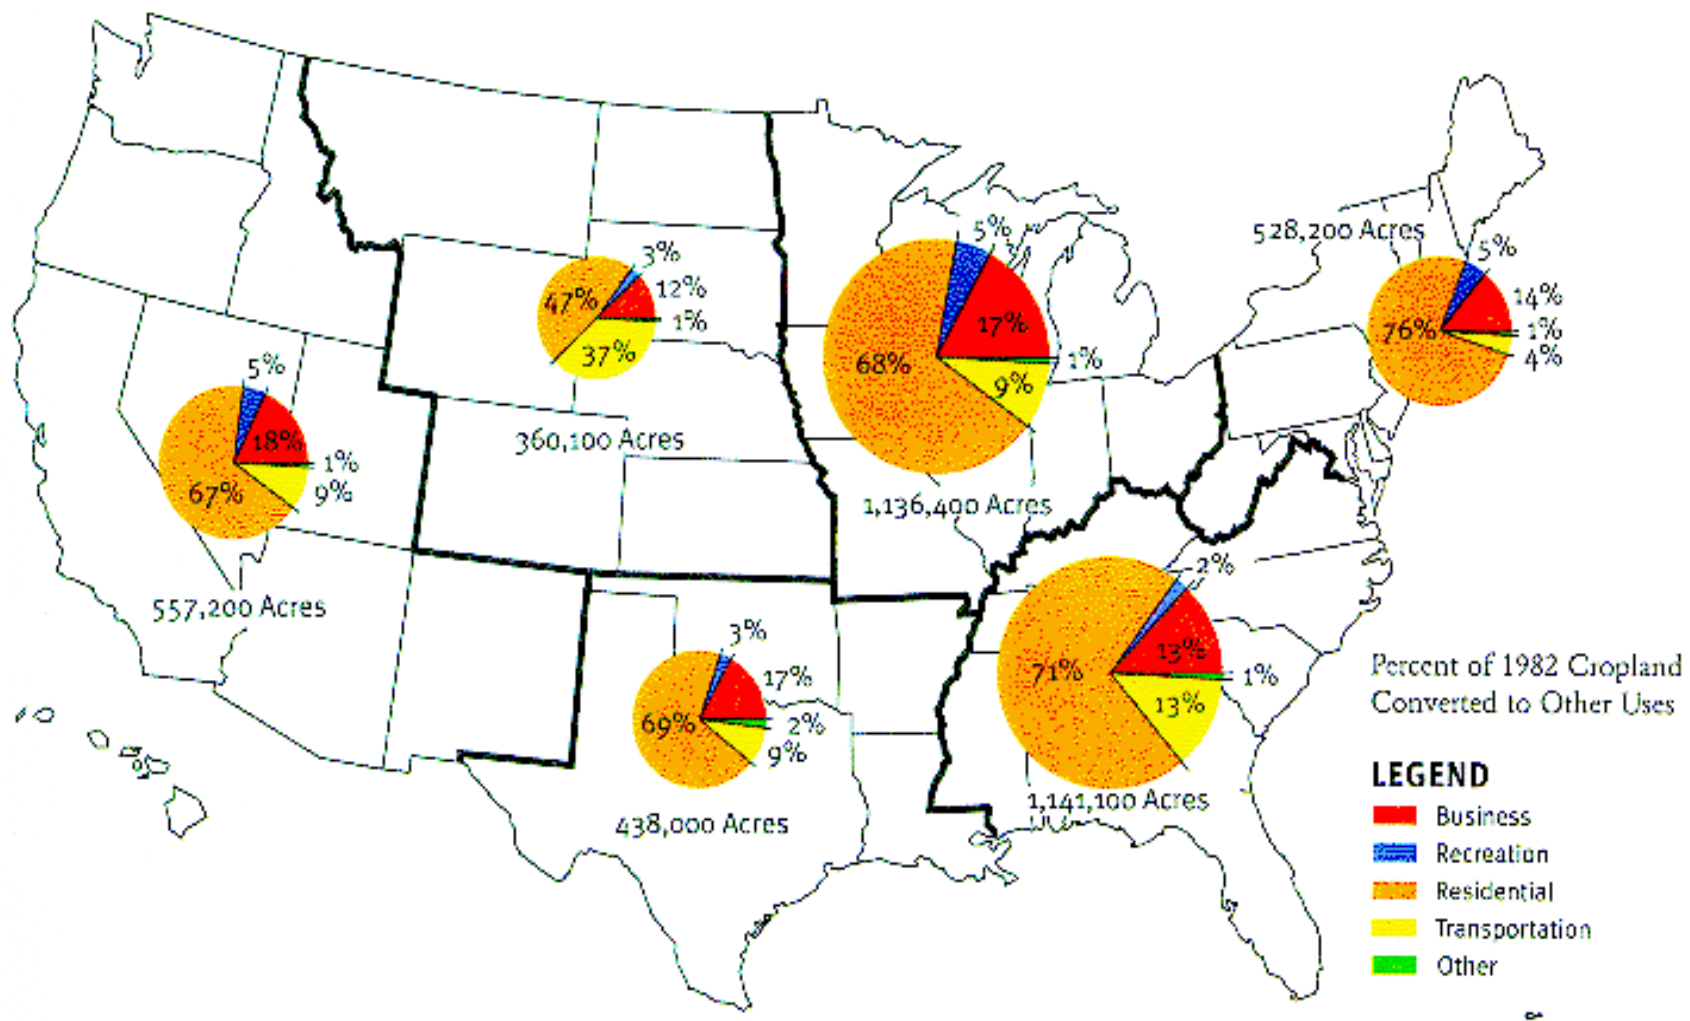 528,200 Acres
5%
14%
1%
4%
76%
5%
17%
1%
9%
68%
1,136,400 Acres
3%
12%
1%
37%
47%
360,100 Acres
5%
18%
1%
9%
67%
557,200 Acres
2%
13%
1%
13%
71%
1,141,100 Acres
3%
17%
2%
9%
69%
438,000 Acres
Percent of 1982 Cropland
Converted to Other Uses
LEGEND
Business
Recreation
Residential
Transportation
Other